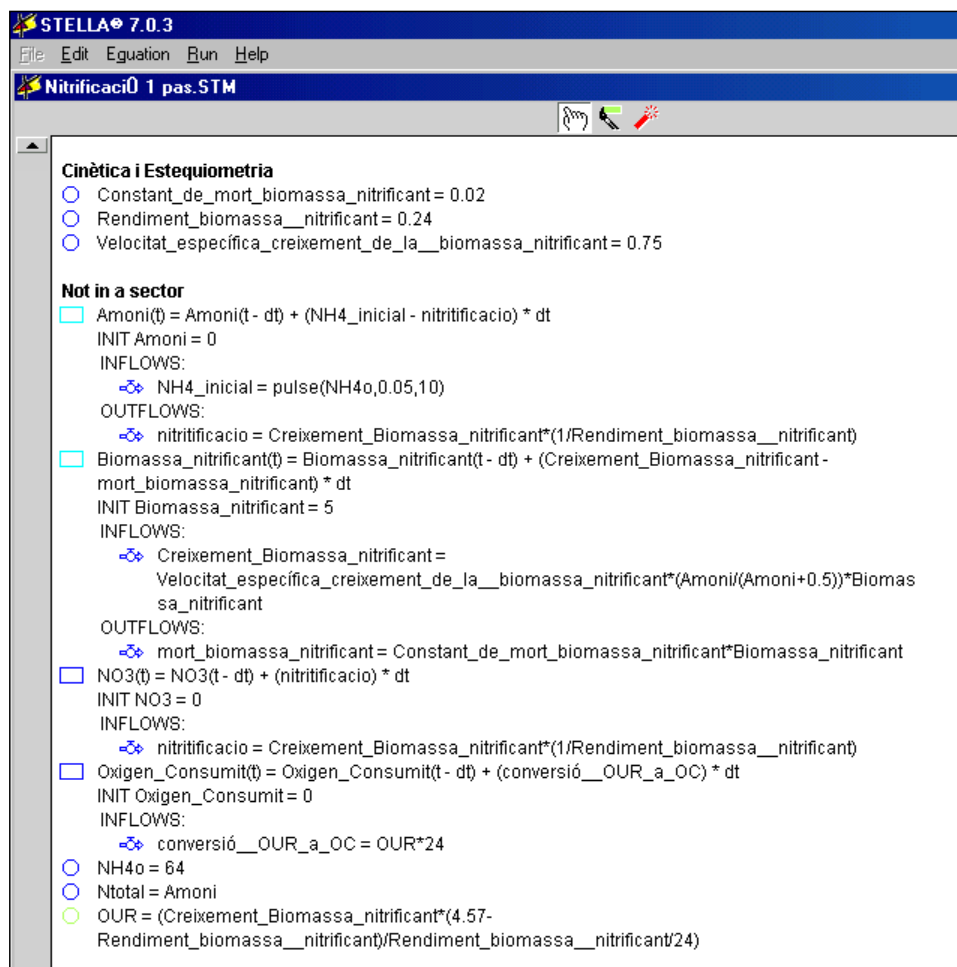 STELLA® 7.0.3
File Edit Equation Run Help
NitrificaciÛ 1 pas.STM
Cinètica i Estequiometria
Constant_de_mort_biomassa_nitrificant = 0.02
Rendiment_biomassa__nitrificant = 0.24
Velocitat_específica_creixement_de_la__biomassa_nitrificant = 0.75
Not in a sector
Amoni(t) = Amoni(t - dt) + (NH4_inicial - nitritificacio) * dt
INIT Amoni = 0
INFLOWS:
NH4_inicial = pulse(NH4o,0.05,10)
OUTFLOWS:
nitritificacio = Creixement_Biomassa_nitrificant*(1/Rendiment_biomassa__nitrificant)
Biomassa_nitrificant(t) = Biomassa_nitrificant(t - dt) + (Creixement_Biomassa_nitrificant -
mort_biomassa_nitrificant) * dt
INIT Biomassa_nitrificant = 5
INFLOWS:
Creixement_Biomassa_nitrificant =
Velocitat_específica_creixement_de_la__biomassa_nitrificant*(Amoni/(Amoni+0.5))*Biomas
sa_nitrificant
OUTFLOWS:
mort_biomassa_nitrificant = Constant_de_mort_biomassa_nitrificant*Biomassa_nitrificant
NO3(t) = NO3(t - dt) + (nitritificacio) * dt
INIT NO3 = 0
INFLOWS:
nitritificacio = Creixement_Biomassa_nitrificant*(1/Rendiment_biomassa__nitrificant)
Oxigen_Consumit(t) = Oxigen_Consumit(t - dt) + (conversió__OUR_a_OC) * dt
INIT Oxigen_Consumit = 0
INFLOWS:
conversió__OUR_a_OC = OUR*24
NH4o = 64
Ntotal = Amoni
OUR = (Creixement_Biomassa_nitrificant*(4.57-
Rendiment_biomassa__nitrificant)/Rendiment_biomassa__nitrificant/24)